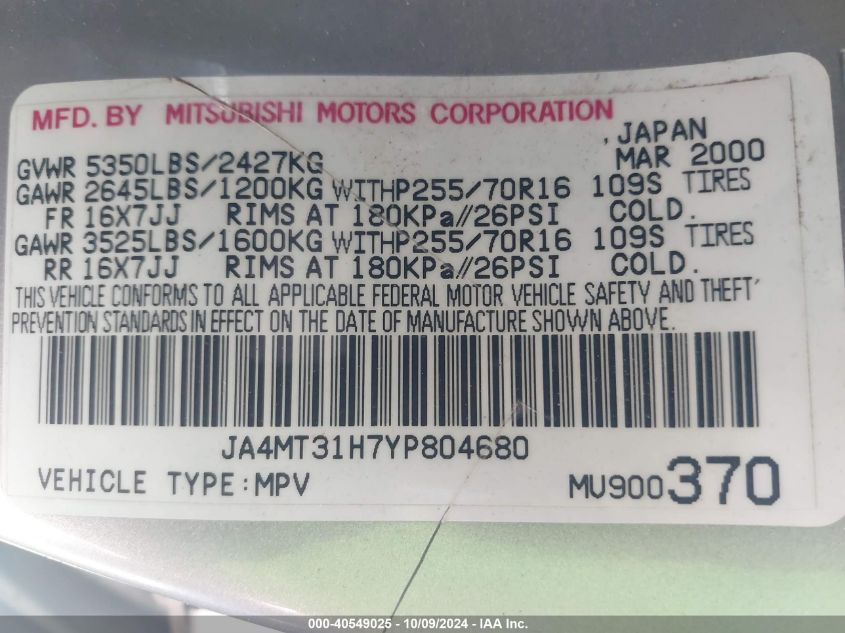 MFD. BY MITSUBISHI MOTORS CORPORATION
, JAPAN
GVWR 5350LBS/2427KG MAR 2000
GAWR 2645LBS/1200KG WITHP255/70R16 109S TIRES
FR 16X7JJ RIMS AT 180KPa//26PSI COLD.
GAWR 3525LBS/1600KG WITHP255/70R16 109S TIRES
RR 16X7JJ RIMS AT 180KPa//26PSI COLD.
THIS VEHICLE CONFORMS TO ALL APPLICABLE FEDERAL MOTOR VEHICLE SAFETY AND THEFT
PREVENTION STANDARDS IN EFFECT ON THE DATE OF MANUFACTURE SHOWN ABOVE.
JA4MT31H7YP804680
VEHICLE TYPE:MPV MU900370
000-40549025 - 10/09/2024 - IAA Inc.